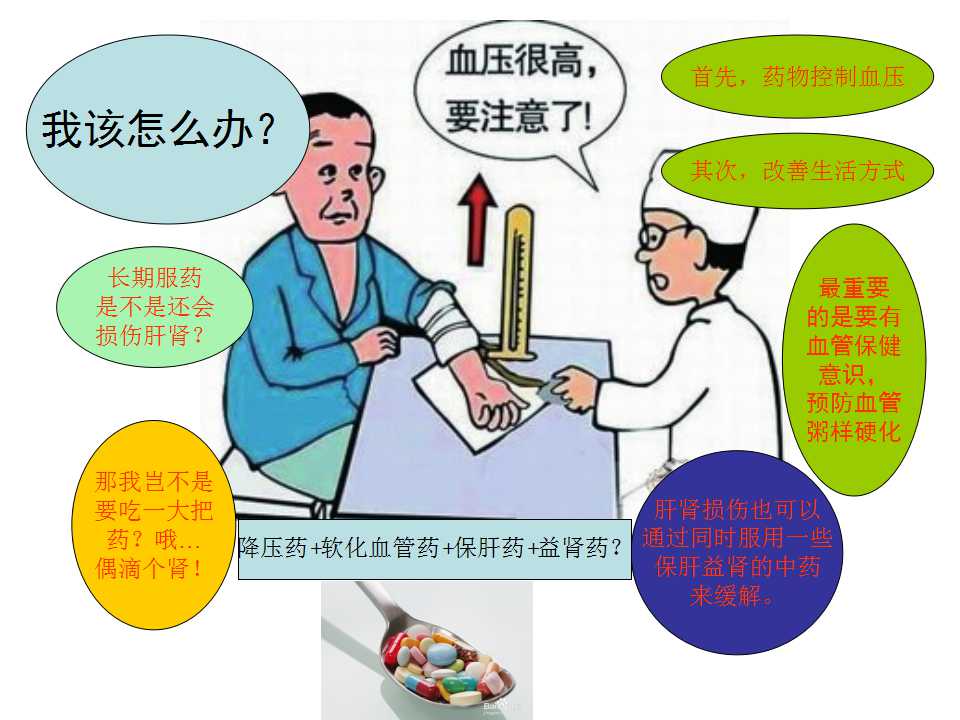 我该怎么办？
血压很高，
要注意了!
首先，药物控制血压
其次，改善生活方式
长期服药
是不是还会
损伤肝肾？
最重要
的是要有
血管保健
意识，
预防血管
粥样硬化
那我岂不是
要吃一大把
药？哦…
偶滴个肾！
降压药+软化血管药+保肝药+益肾药？
肝肾损伤也可以
通过同时服用一些
保肝益肾的中药
来缓解。